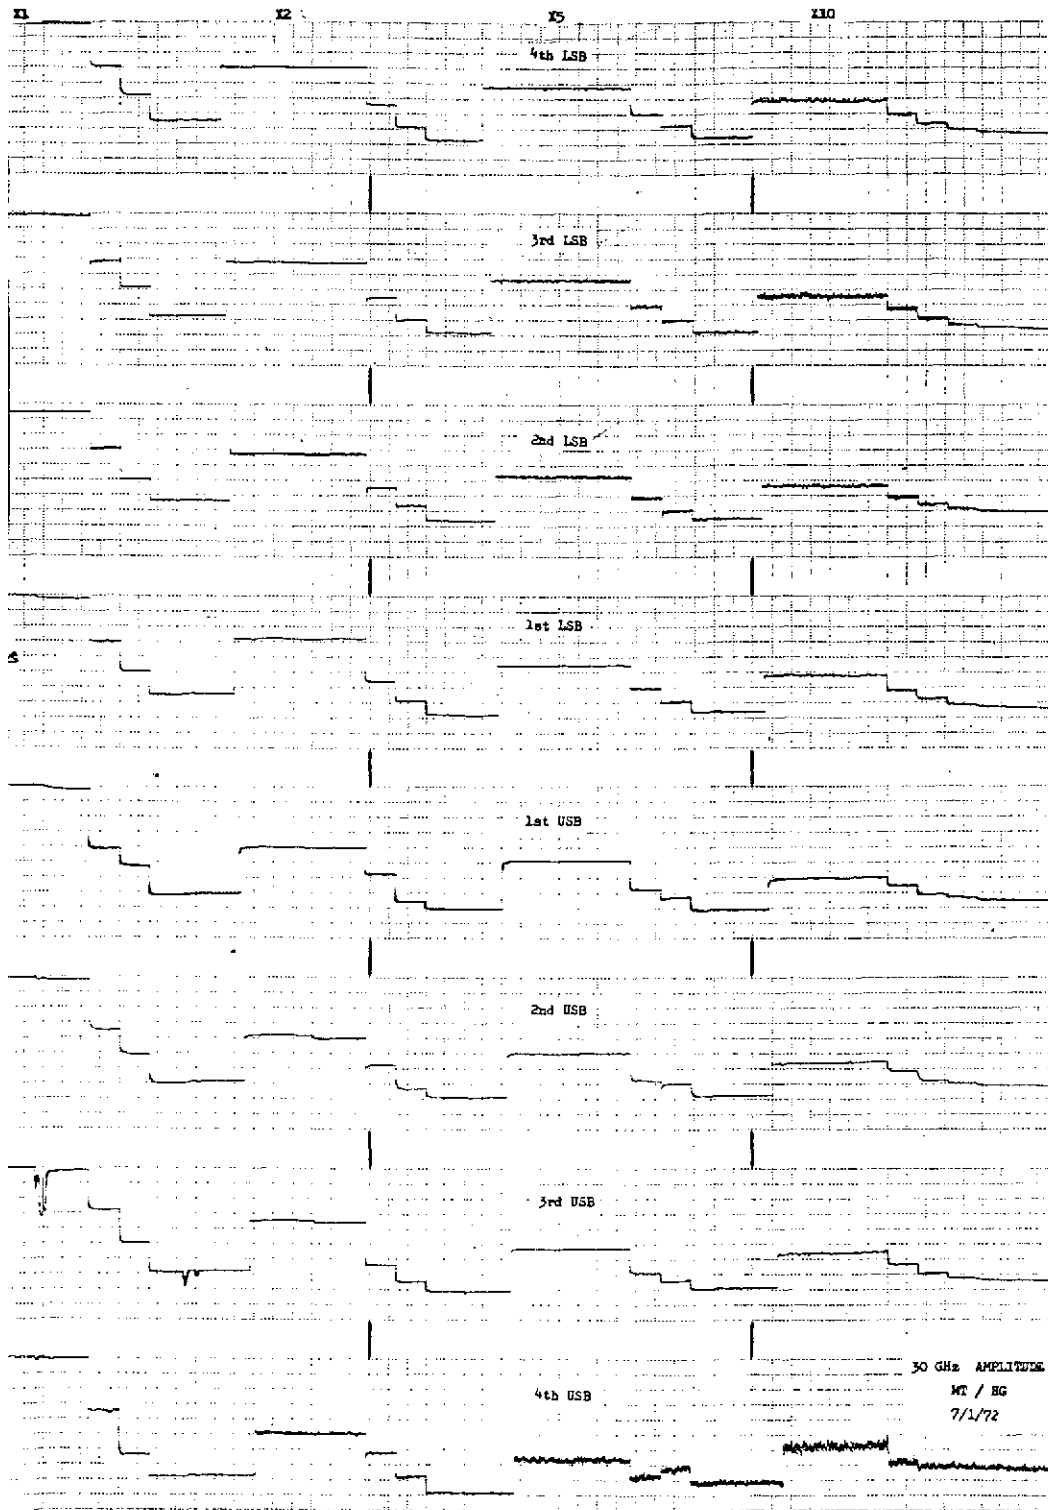 X1 X2 X5 X10
4th LSB
3rd LSB
2nd LSB
1st LSB
1st USB
2nd USB
3rd USB
30 GHz AMPLITUDE
MT / HG
7/1/72
4th USB